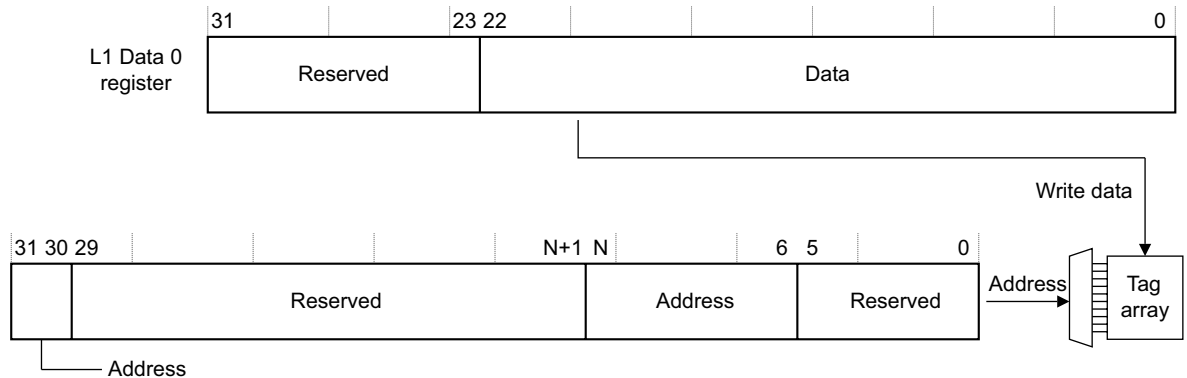 31 23 22 0
L1 Data 0
register
Reserved Data
Write data
31 30 29 N+1 N 6 5 0
Reserved Address Reserved
Address
Tag
array
Address